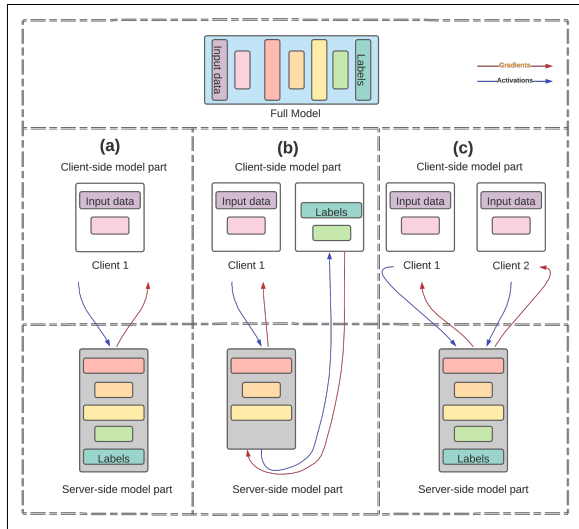 Input data
Labels
Full Model
Gradients
Activations
(a)
Client-side model part
Input data
Client 1
Labels
Server-side model part
(b)
Client-side model part
Input data
Labels
Client 1
Server-side model part
(c)
Client-side model part
Input data
Input data
Client 1
Client 2
Labels
Server-side model part